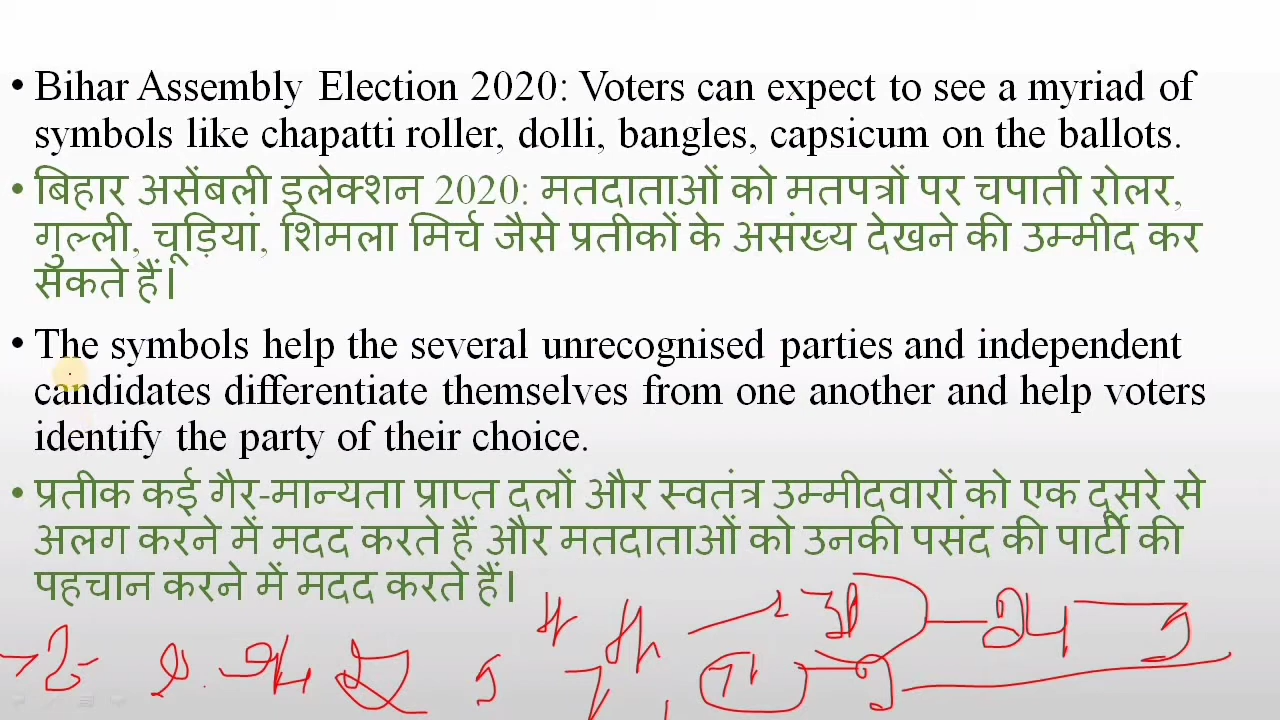 • Bihar Assembly Election 2020: Voters can expect to see a myriad of
symbols like chapatti roller, dolli, bangles, capsicum on the ballots.
• बिहार असेंबली इलेक्शन 2020: मतदाताओं को मतपत्रों पर चपाती रोलर,
गुल्ली, चूड़ियां, शिमला मिर्च जैसे प्रतीकों के असंख्य देखने की उम्मीद कर
सकते हैं।
• The symbols help the several unrecognised parties and independent
candidates differentiate themselves from one another and help voters
identify the party of their choice.
• प्रतीक कई गैर-मान्यता प्राप्त दलों और स्वतंत्र उम्मीदवारों को एक दूसरे से
अलग करने में मदद करते हैं और मतदाताओं को उनकी पसंद की पार्टी की
पहचान करने में मदद करते हैं।